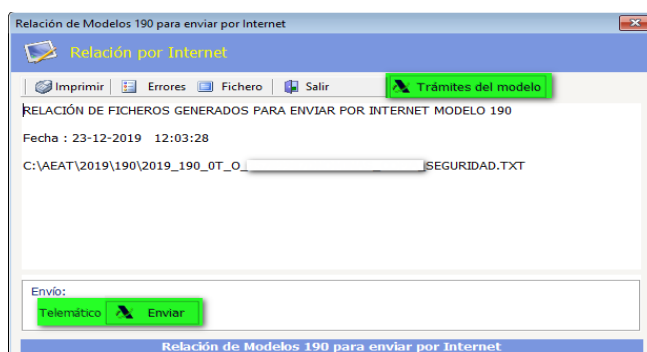 Relación de Modelos 190 para enviar por Internet
Relación por Internet
Imprimir Errores Fichero Salir Trámites del modelo
RELACIÓN DE FICHEROS GENERADOS PARA ENVIAR POR INTERNET MODELO 190
Fecha : 23-12-2019 12:03:28
C:\AEAT\2019\190\2019_190_0T_O_ _ _SEGURIDAD.TXT
Envío:
Telemático Enviar
Relación de Modelos 190 para enviar por Internet